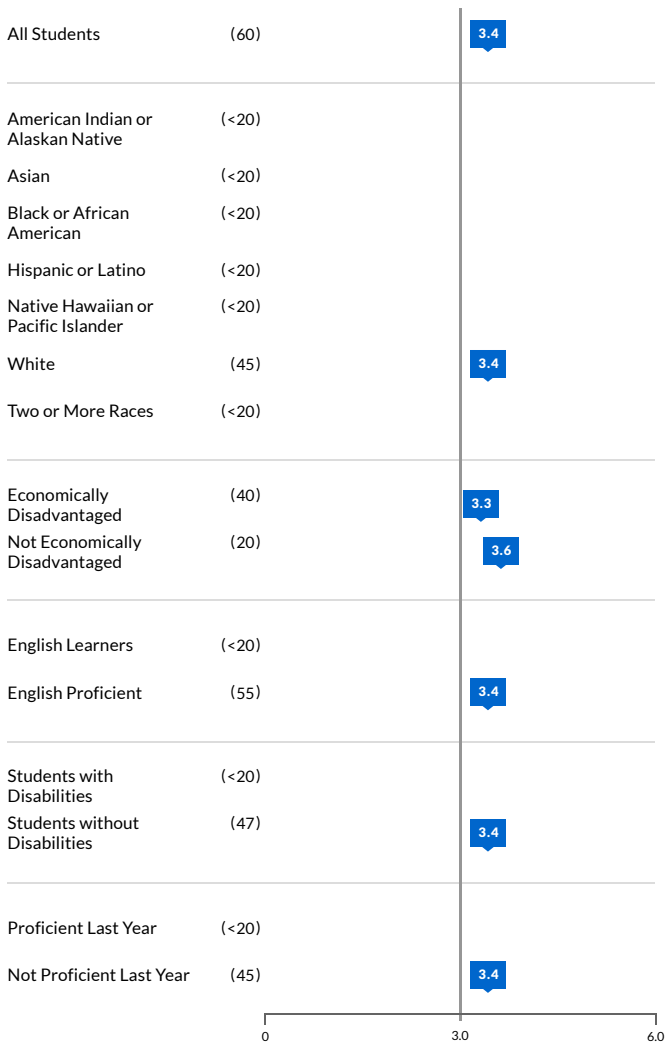 All Students (60) 3.4
American Indian or (<20)
Alaskan Native
Asian (<20)
Black or African (<20)
American
Hispanic or Latino (<20)
Native Hawaiian or (<20)
Pacific Islander
White (45) 3.4
Two or More Races (<20)
Economically (40) 3.3
Disadvantaged
Not Economically (20) 3.6
Disadvantaged
English Learners (<20)
English Proficient (55) 3.4
Students with (<20)
Disabilities
Students without (47) 3.4
Disabilities
Proficient Last Year (<20)
Not Proficient Last Year (45) 3.4
0 3.0 6.0